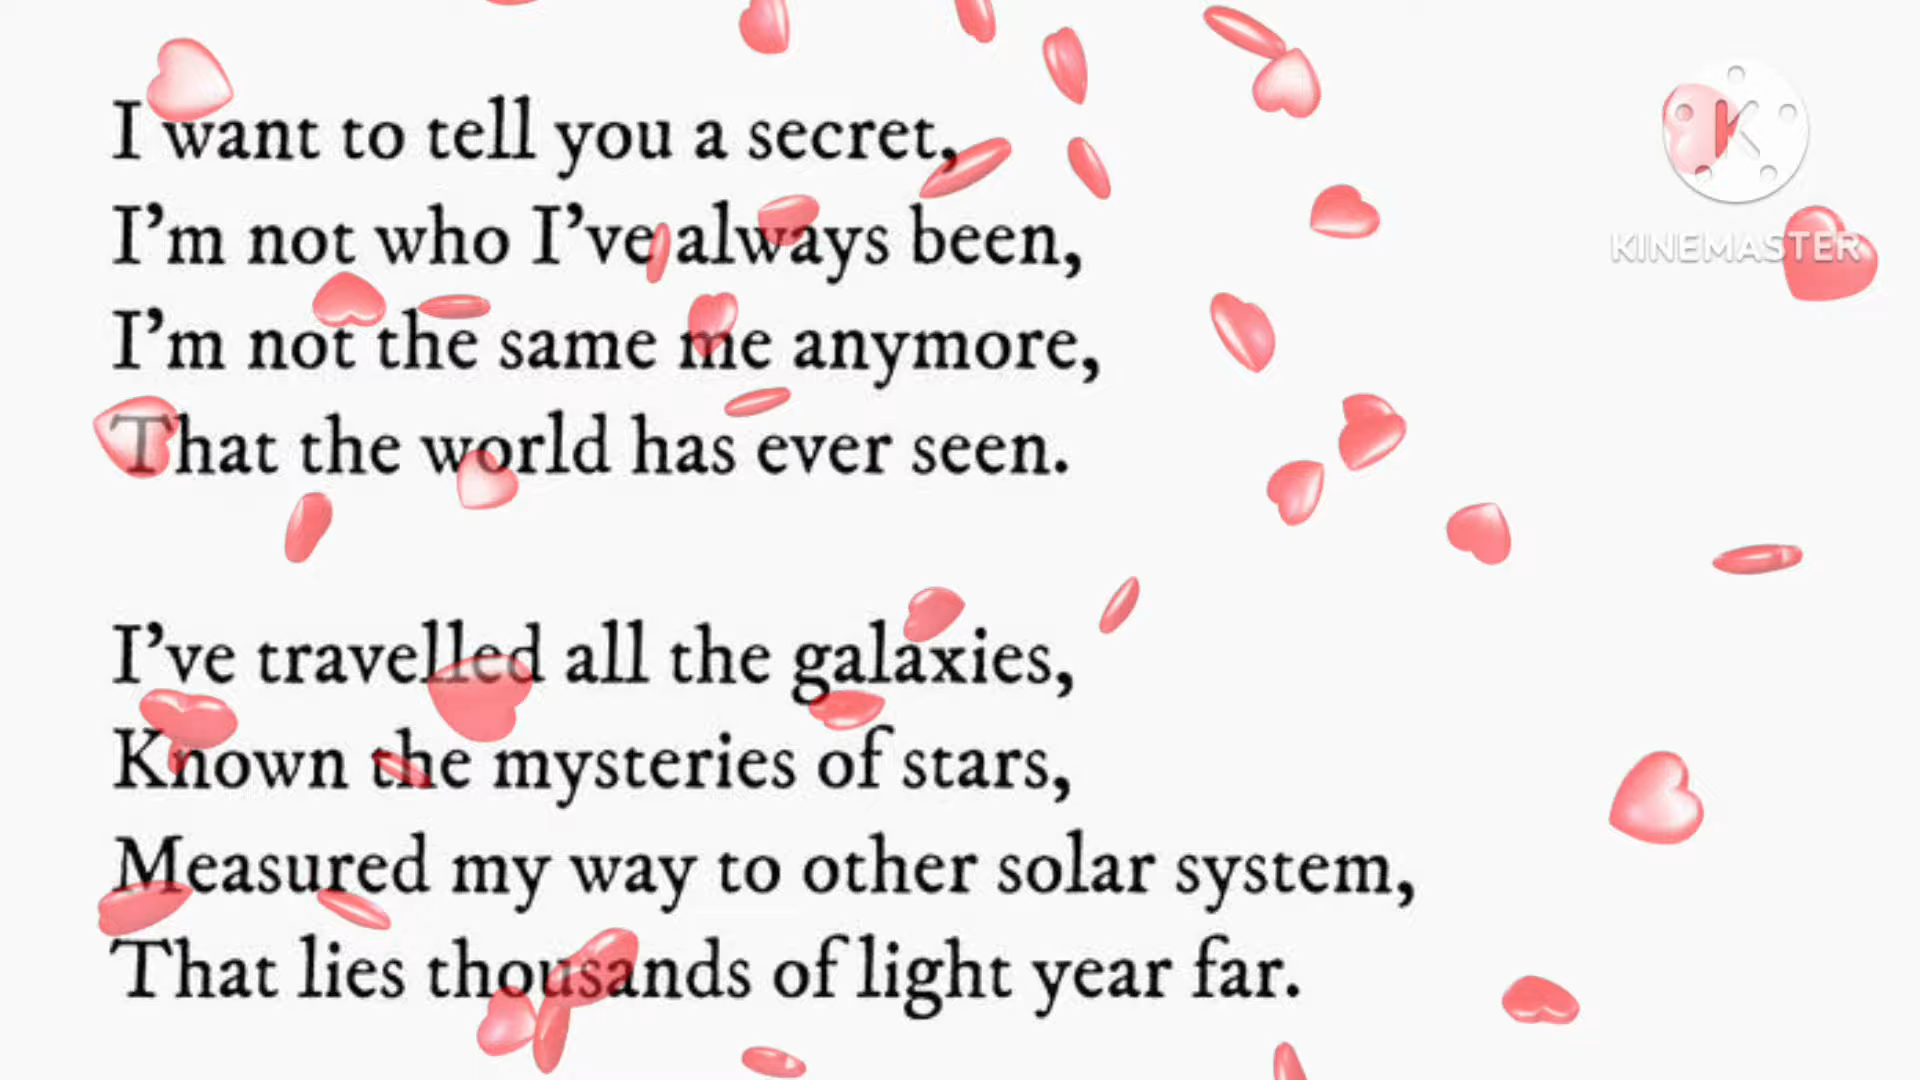 I want to tell you a secret,
I'm not who I've always been,
I'm not the same me anymore,
That the world has ever seen.
I've travelled all the galaxies,
Known the mysteries of stars,
Measured my way to other solar system,
That lies thousands of light year far.
K
KINEMASTER